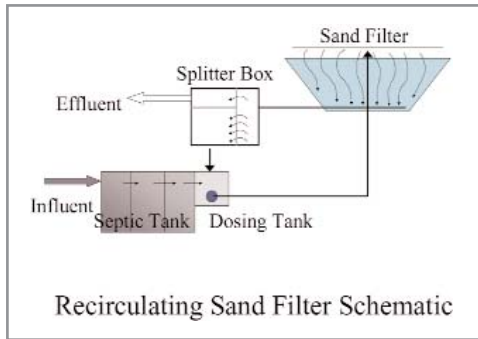 Sand Filter
Splitter Box
Effluent
Influent
Septic Tank
Dosing Tank
Recirculating Sand Filter Schematic